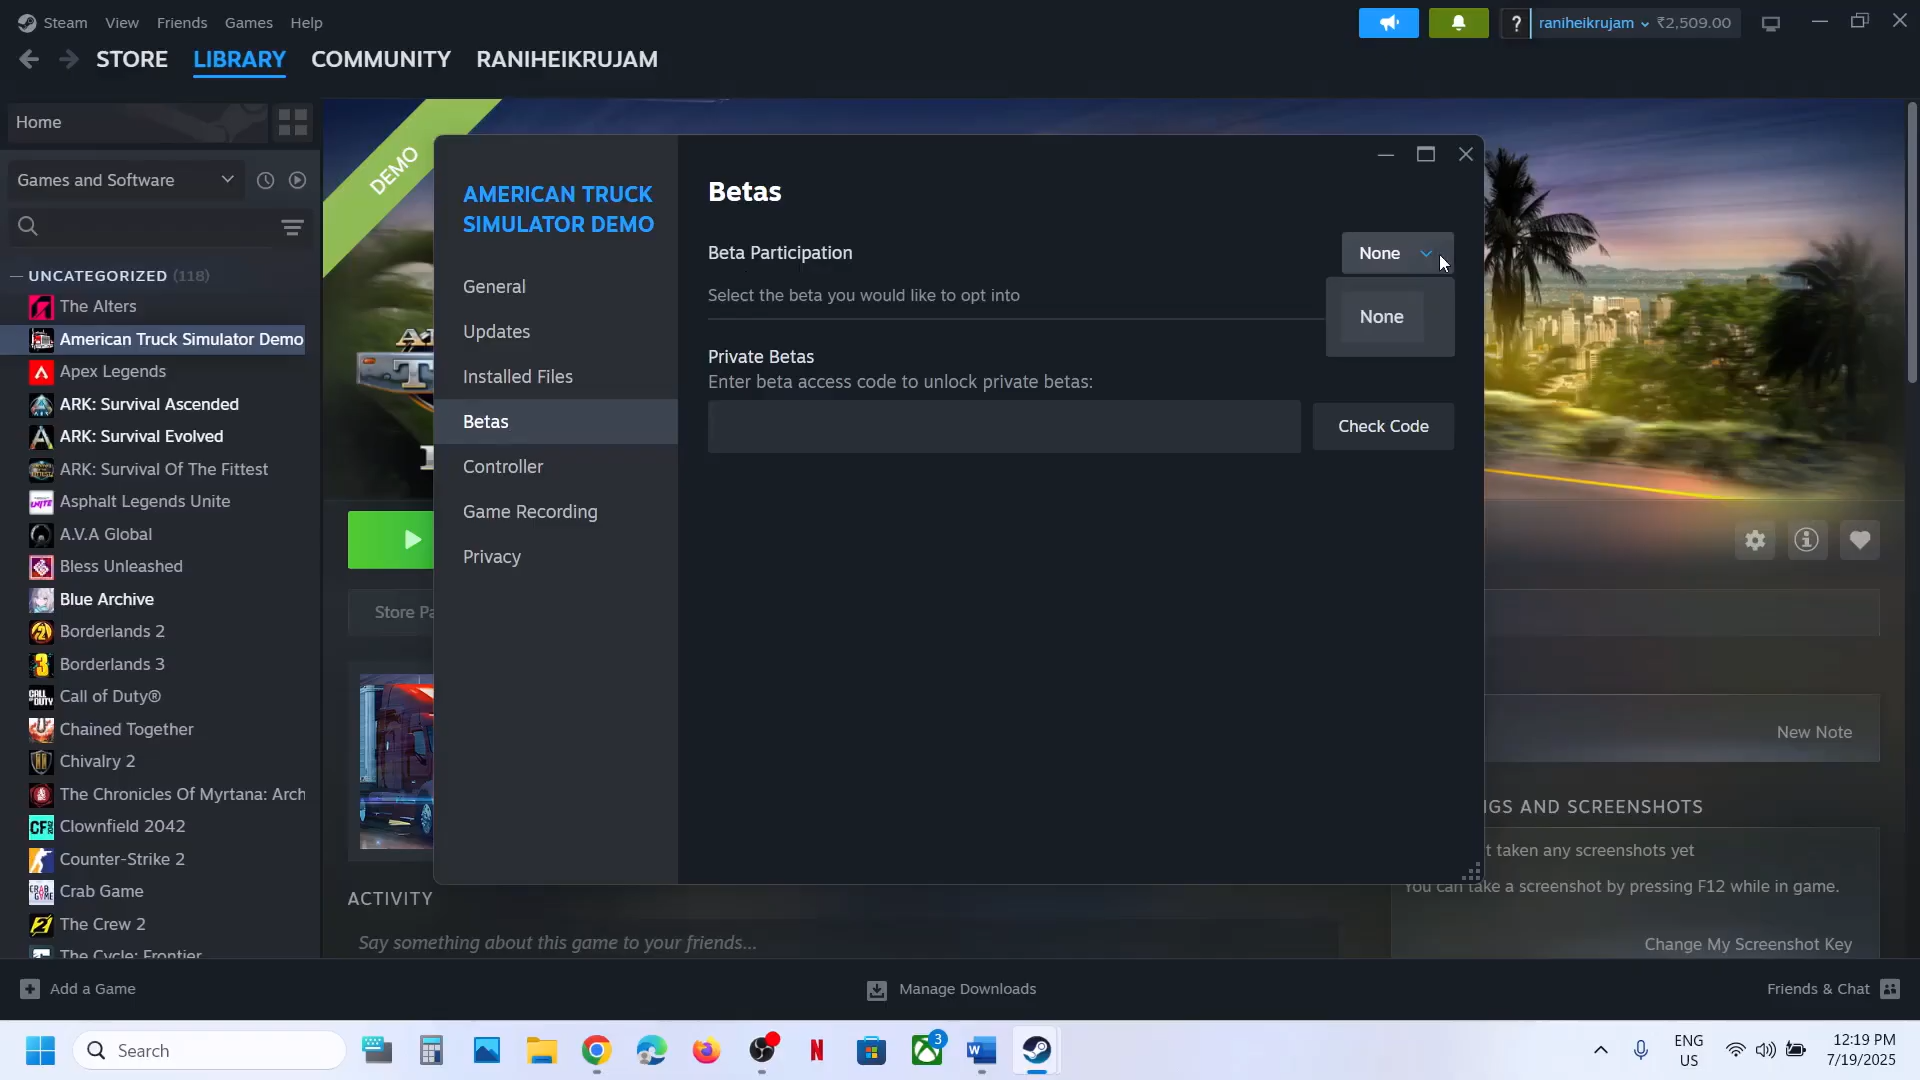 Steam View Friends Games Help
raniheikrujam ₹2,509.00
STORE LIBRARY COMMUNITY RANIHEIKRUJAM
Home
DEMO
Games and Software
UNCATEGORIZED (118)
The Alters
American Truck Simulator Demo
Apex Legends
ARK: Survival Ascended
ARK: Survival Evolved
ARK: Survival Of The Fittest
Asphalt Legends Unite
A.V.A Global
Bless Unleashed
Blue Archive
Borderlands 2
Borderlands 3
Call of Duty®
Chained Together
Chivalry 2
The Chronicles Of Myrtana: Arch
Clownfield 2042
Counter-Strike 2
Crab Game
The Crew 2
The Cycle: Frontier
AMERICAN TRUCK
SIMULATOR DEMO
General
Updates
Installed Files
Betas
Controller
Game Recording
Privacy
Betas
Beta Participation
None
Select the beta you would like to opt into
None
Private Betas
Enter beta access code to unlock private betas:
Check Code
Store Pa
New Note
NGS AND SCREENSHOTS
t taken any screenshots yet
You can take a screenshot by pressing F12 while in game.
Change My Screenshot Key
ACTIVITY
Say something about this game to your friends...
Add a Game
Manage Downloads
Friends & Chat
Search
3
ENG
US
12:19 PM
7/19/2025